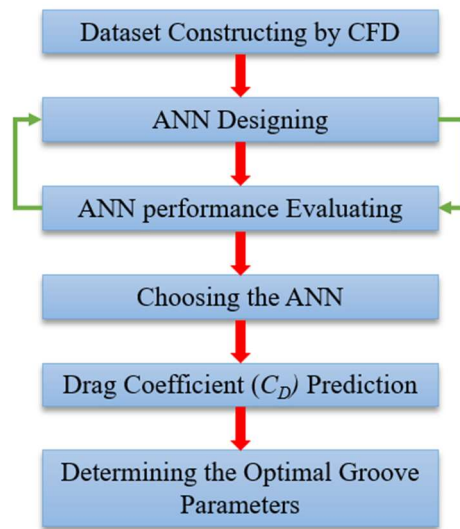 Dataset Constructing by CFD
ANN Designing
ANN performance Evaluating
Choosing the ANN
Drag Coefficient (C_D) Prediction
Determining the Optimal Groove
Parameters